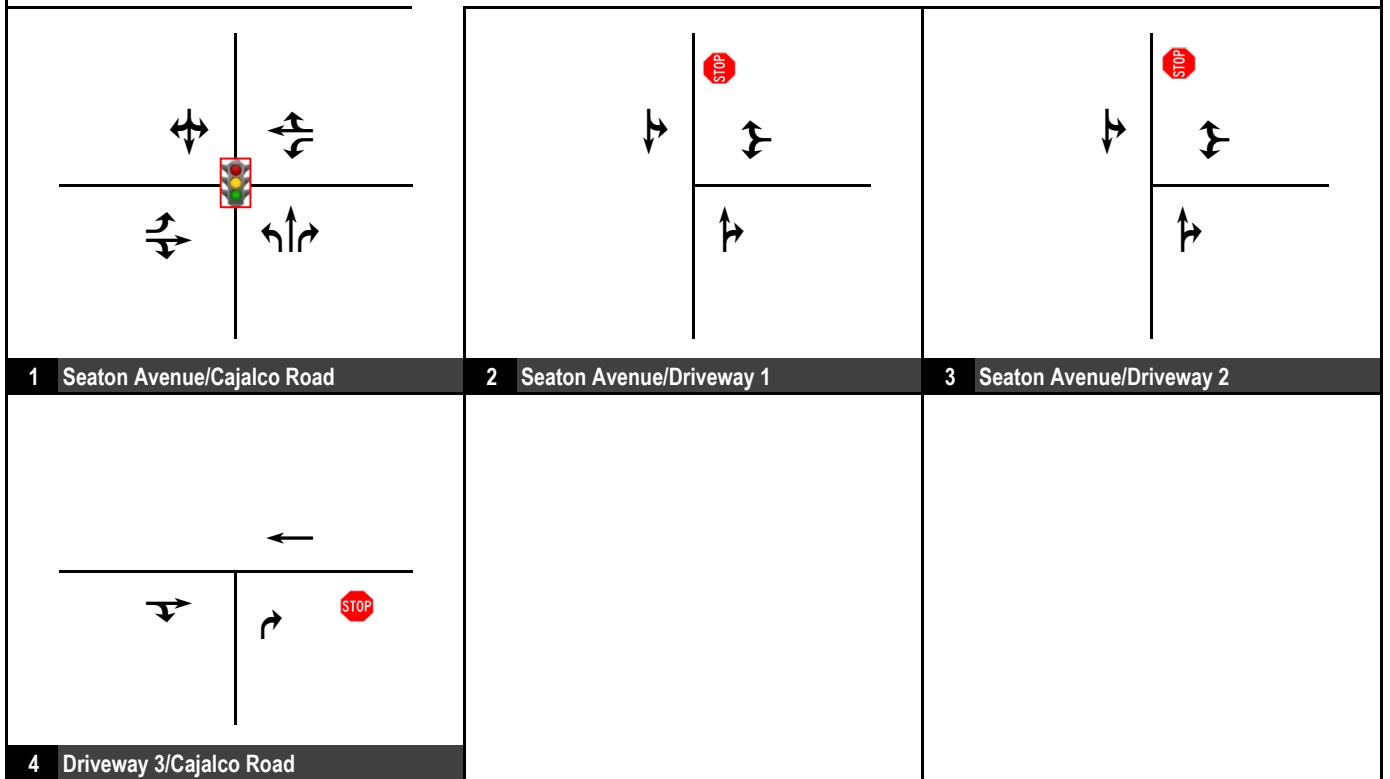 STOP
STOP
1 Seaton Avenue/Cajalco Road
2 Seaton Avenue/Driveway 1
3 Seaton Avenue/Driveway 2
STOP
4 Driveway 3/Cajalco Road